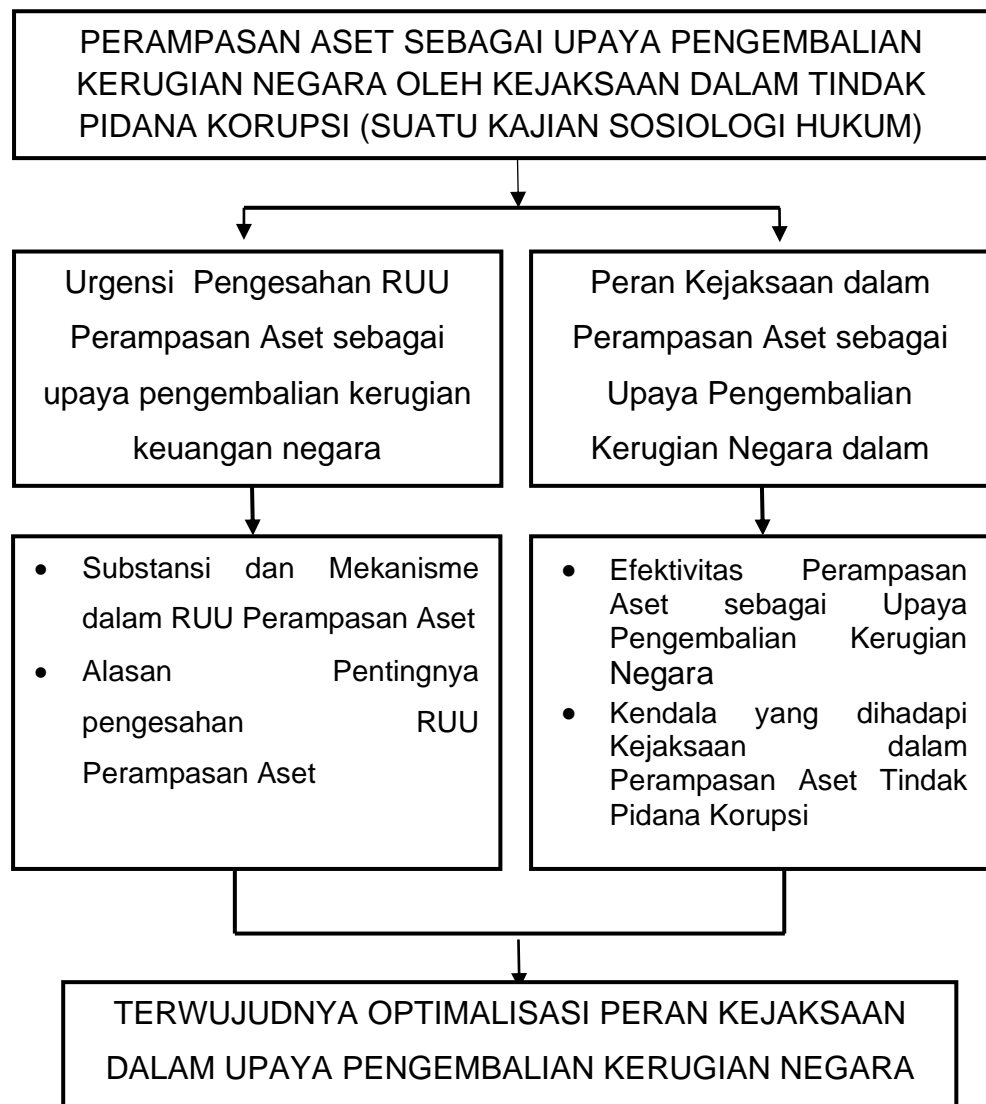 PERAMPASAN ASET SEBAGAI UPAYA PENGEMBALIAN
KERUGIAN NEGARA OLEH KEJAKSAAN DALAM TINDAK
PIDANA KORUPSI (SUATU KAJIAN SOSIOLOGI HUKUM)
Urgensi Pengesahan RUU
Perampasan Aset sebagai
upaya pengembalian kerugian
keuangan negara
Peran Kejaksaan dalam
Perampasan Aset sebagai
Upaya Pengembalian
Kerugian Negara dalam
• Substansi dan Mekanisme
dalam RUU Perampasan Aset
• Alasan Pentingnya
pengesahan RUU
Perampasan Aset
• Efektivitas Perampasan
Aset sebagai Upaya
Pengembalian Kerugian
Negara
• Kendala yang dihadapi
Kejaksaan dalam
Perampasan Aset Tindak
Pidana Korupsi
TERWUJUDNYA OPTIMALISASI PERAN KEJAKSAAN
DALAM UPAYA PENGEMBALIAN KERUGIAN NEGARA